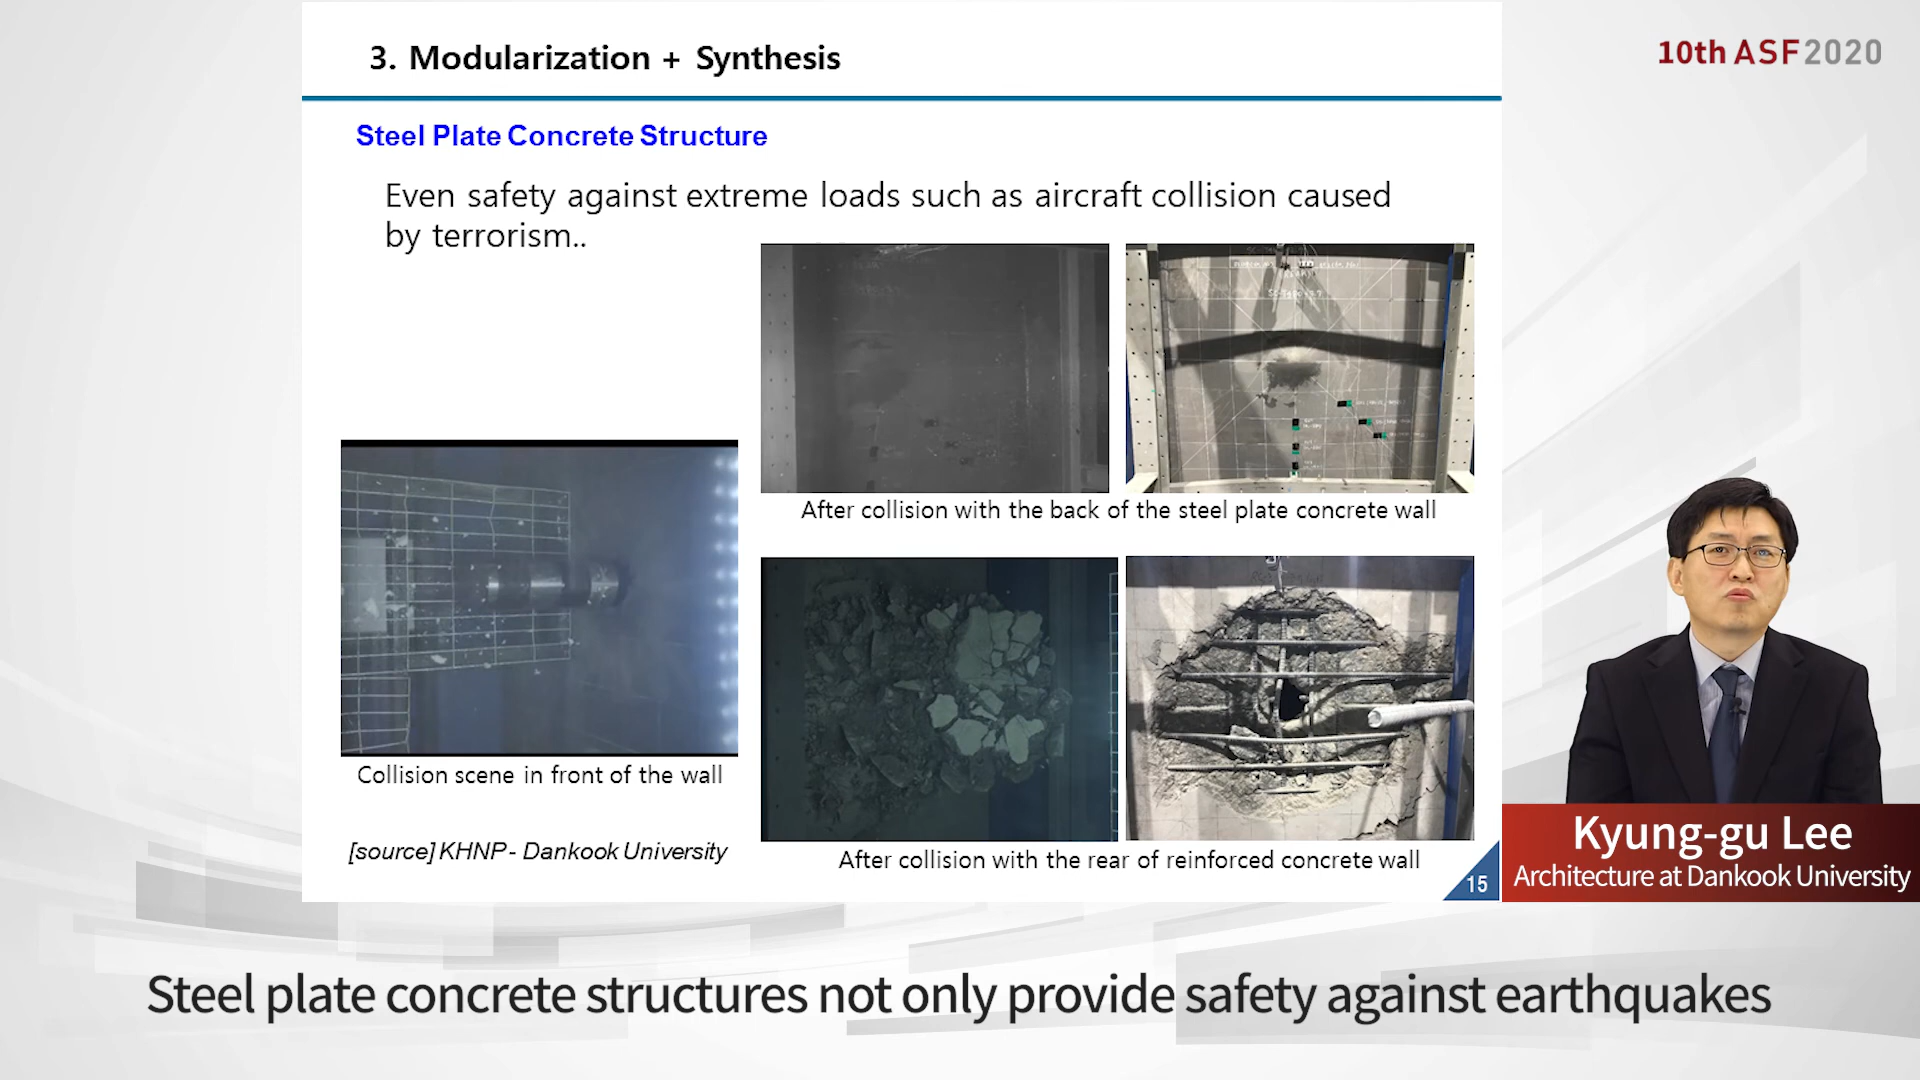 3. Modularization + Synthesis
10th ASF2020
Steel Plate Concrete Structure
Even safety against extreme loads such as aircraft collision caused
by terrorism..
After collision with the back of the steel plate concrete wall
Collision scene in front of the wall
[source] KHNP - Dankook University
After collision with the rear of reinforced concrete wall
15
Kyung-gu Lee
Architecture at Dankook University
Steel plate concrete structures not only provide safety against earthquakes